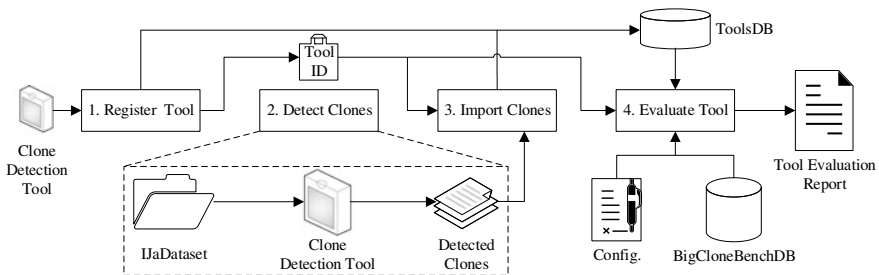 ToolsDB
Tool
ID
1. Register Tool
2. Detect Clones
3. Import Clones
4. Evaluate Tool
Clone
Detection
Tool
Tool Evaluation
Report
IJaDataset
Clone
Detection Tool
Detected
Clones
Config.
BigCloneBenchDB